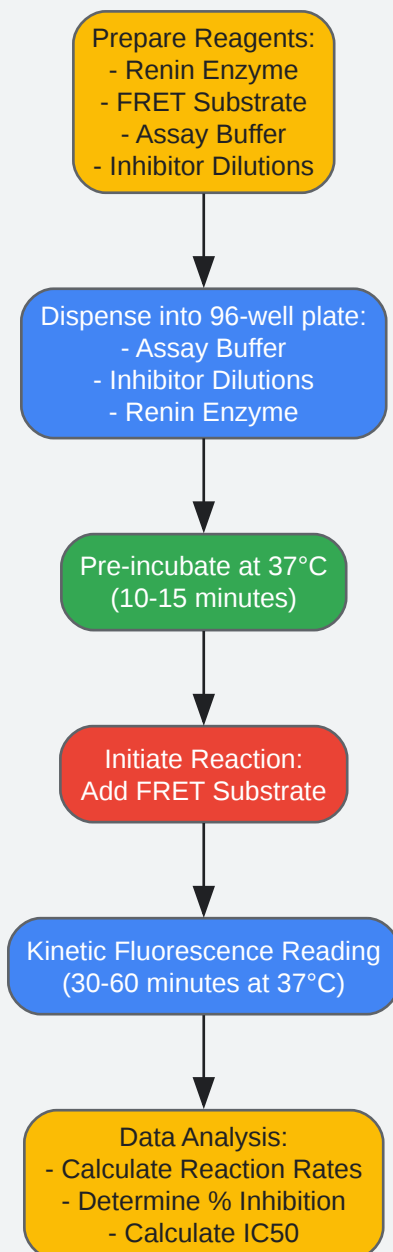 Prepare Reagents:
- Renin Enzyme
- FRET Substrate
- Assay Buffer
- Inhibitor Dilutions
Dispense into 96-well plate:
- Assay Buffer
- Inhibitor Dilutions
- Renin Enzyme
Pre-incubate at 37°C
(10-15 minutes)
Initiate Reaction:
Add FRET Substrate
Kinetic Fluorescence Reading
(30-60 minutes at 37°C)
Data Analysis:
- Calculate Reaction Rates
- Determine % Inhibition
- Calculate IC50